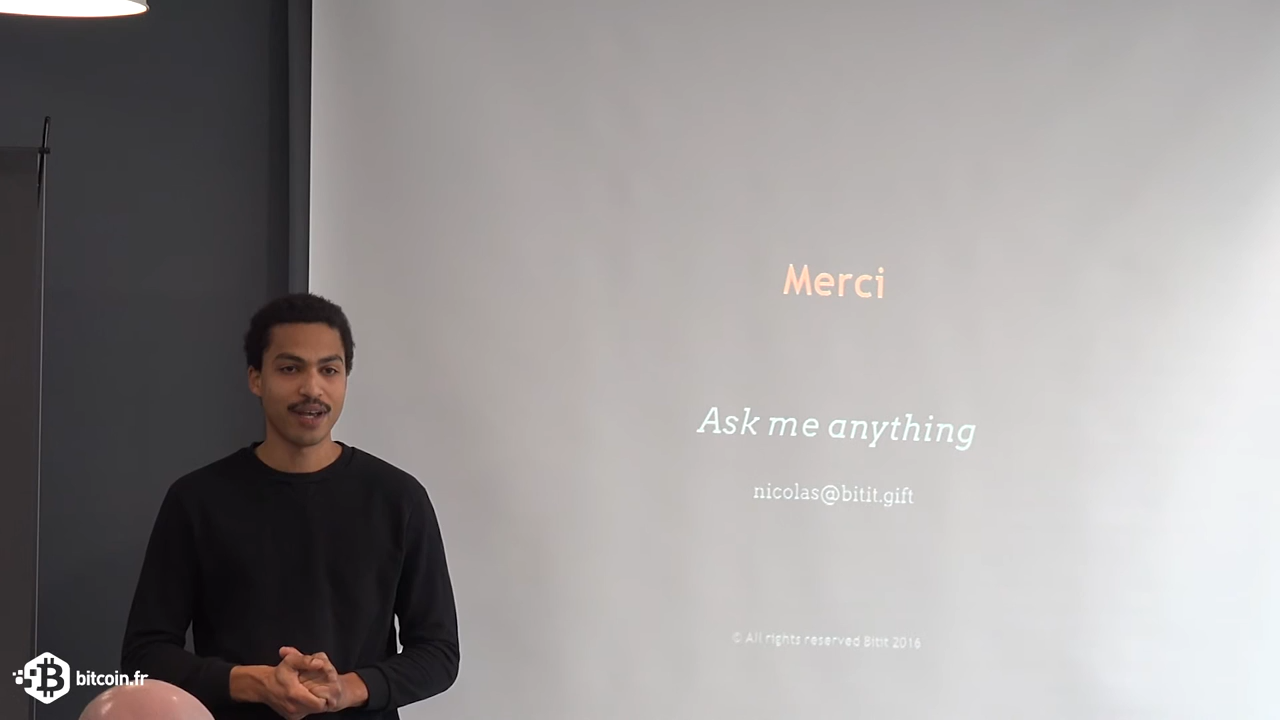 Merci
Ask me anything
nicolas@bitit.gift
© All rights reserved Bitit 2016
bitcoin.fr